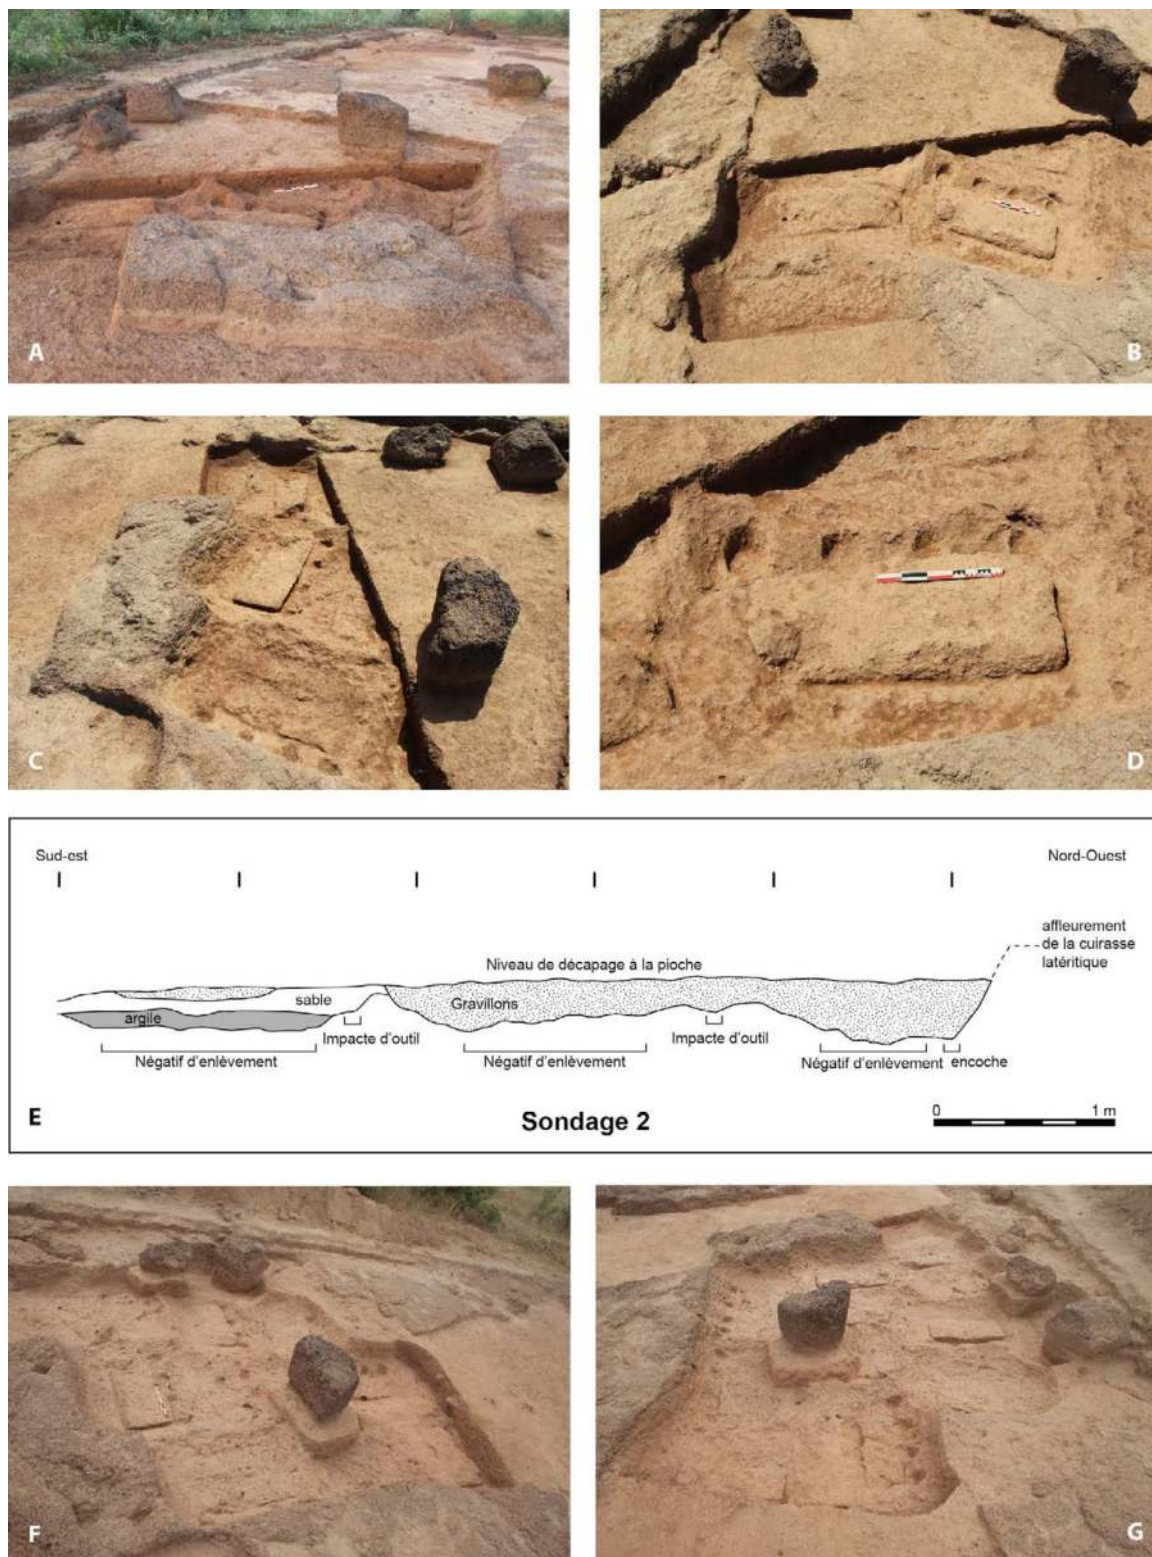 A
B
C
D
Sud-est
Nord-Ouest
affleurement
de la cuirasse
latéritique
Niveau de décapage à la pioche
sable
Gravillons
argile
Impacte d'outil
Impacte d'outil
Négatif d'enlèvement
Négatif d'enlèvement
Négatif d'enlèvement
encoche
E
Sondage 2
0
1 m
F
G